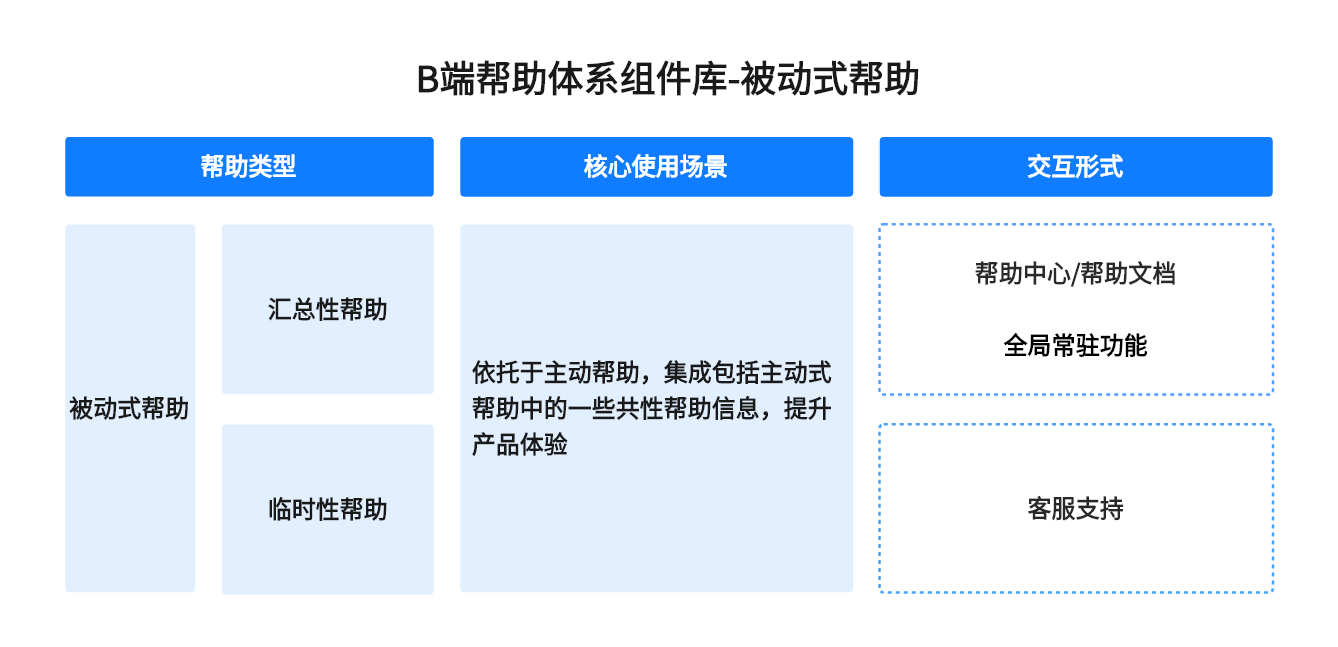 B端帮助体系组件库-被动式帮助
帮助类型
核心使用场景
交互形式
被动式帮助
汇总性帮助
临时性帮助
依托于主动帮助，集成包括主动式
帮助中的一些共性帮助信息，提升
产品体验
帮助中心/帮助文档
全局常驻功能
客服支持